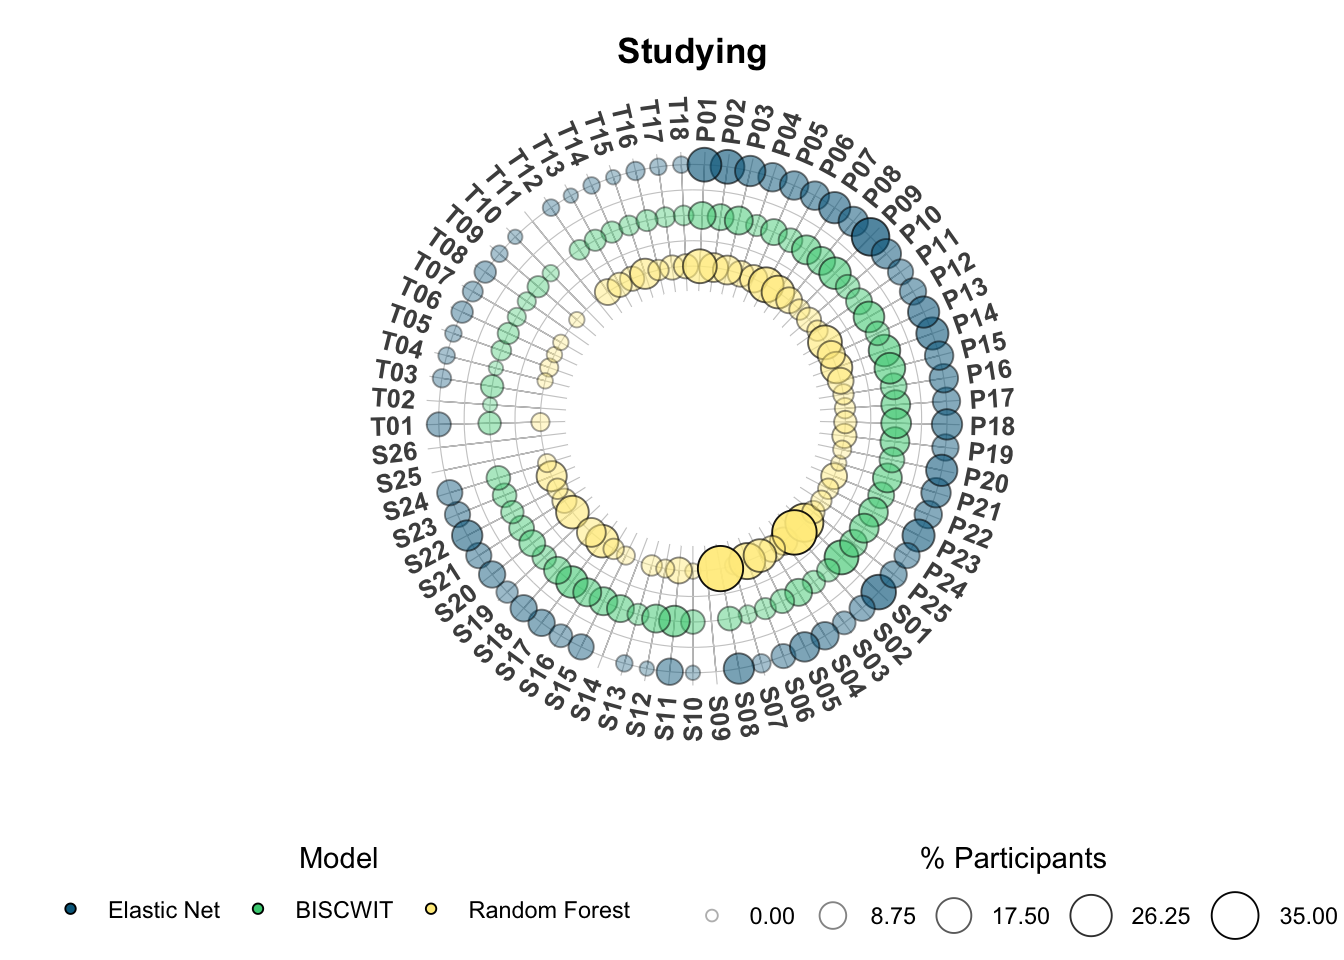 Studying
P01
P02
P03
P04
P05
P06
P07
P08
P09
P10
P11
P12
P13
P14
P15
P16
P17
P18
P19
P20
P21
P22
P23
P24
P25
S01
S02
S03
S04
S05
S06
S07
S08
S09
S10
S11
S12
S13
S14
S15
S16
S17
S18
S19
S20
S21
S22
S23
S24
S25
S26
T01
T02
T03
T04
T05
T06
T07
T08
T09
T10
T11
T12
T13
T14
T15
T16
T17
T18
Model
Elastic Net BISCWIT Random Forest
% Participants
0.00 8.75 17.50 26.25 35.00